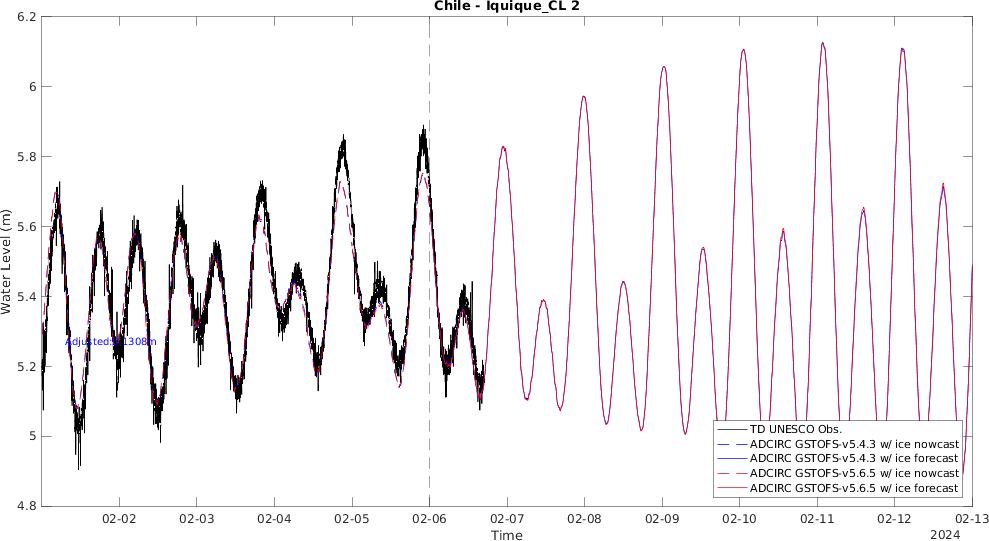 Chile - Iquique_CL 2
6.2
6
5.8
5.6
5.4
5.2
5
4.8
Water Level (m)
TD UNESCO Obs.
ADCIRC GSTOFS-v5.4.3 w/ ice nowcast
ADCIRC GSTOFS-v5.4.3 w/ ice forecast
ADCIRC GSTOFS-v5.6.5 w/ ice nowcast
ADCIRC GSTOFS-v5.6.5 w/ ice forecast
02-02 02-03 02-04 02-05 02-06 02-07 02-08 02-09 02-10 02-11 02-12 02-13
Time
2024